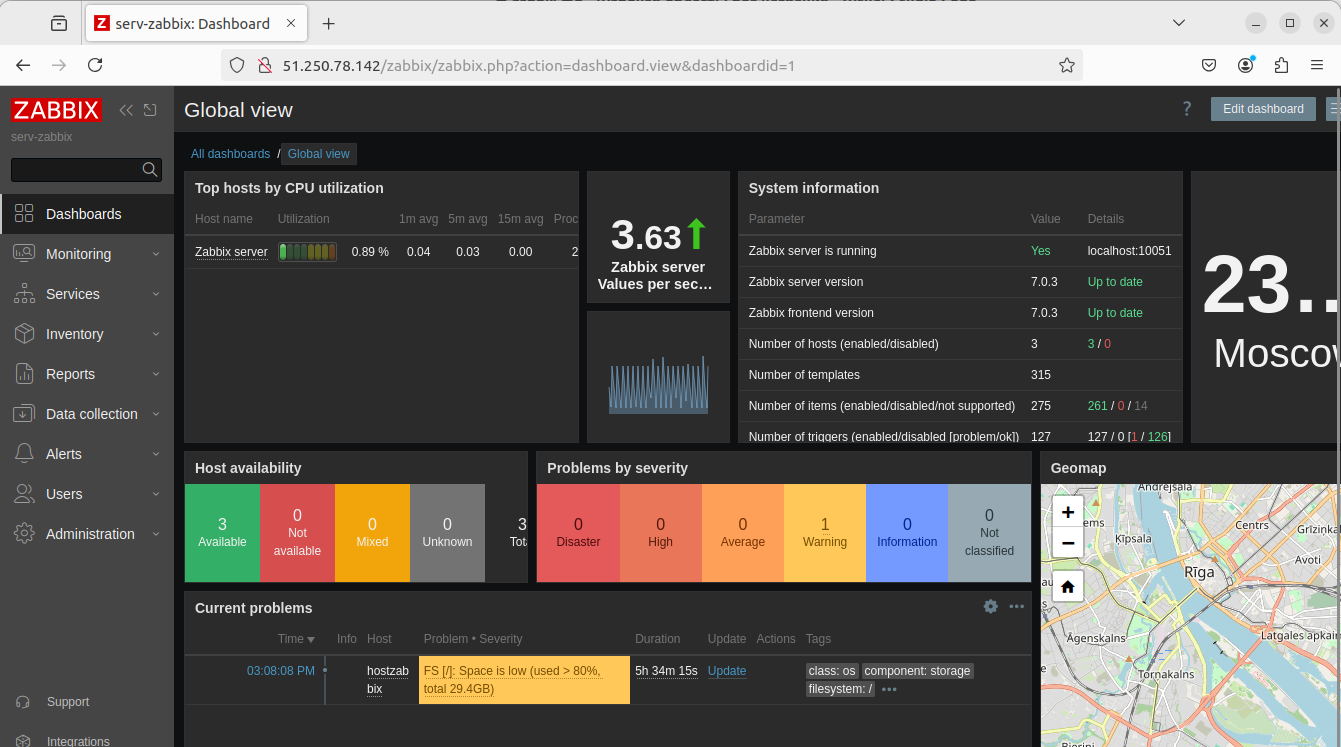 serv-zabbix: Dashboard
51.250.78.142/zabbix/zabbix.php?action=dashboard.view&dashboardid=1
ZABBIX
serv-zabbix
Dashboards
Monitoring
Services
Inventory
Reports
Data collection
Alerts
Users
Administration
Support
Integrations
Global view
? Edit dashboard
All dashboards / Global view
Top hosts by CPU utilization
Host name Utilization 1m avg 5m avg 15m avg Proc
Zabbix server 0.89 % 0.04 0.03 0.00 2
3.63
Zabbix server
Values per sec…
System information
Parameter Value Details
Zabbix server is running Yes localhost:10051
Zabbix server version 7.0.3 Up to date
Zabbix frontend version 7.0.3 Up to date
Number of hosts (enabled/disabled) 3 3 / 0
Number of templates 315
Number of items (enabled/disabled/not supported) 275 261 / 0 / 14
Number of triggers (enabled/disabled [problem/ok]) 127 127 / 0 [1 / 126]
23..
Moscow
Host availability
3 Available
0 Not available
0 Mixed
0 Unknown
3 Tota
Problems by severity
0 Disaster
0 High
0 Average
1 Warning
0 Information
0 Not classified
Geomap
+
−
Andrejsala
Centrs
Grīziņkal
Ķīpsala
Avoti
Rīga
Āgenskalns
Latgales apkaim
Torņakalns
Bieriņi
Current problems
Time Info Host Problem • Severity Duration Update Actions Tags
03:08:08 PM hostzab FS [/]: Space is low (used > 80%, 5h 34m 15s Update class: os component: storage
bix total 29.4GB) filesystem: /